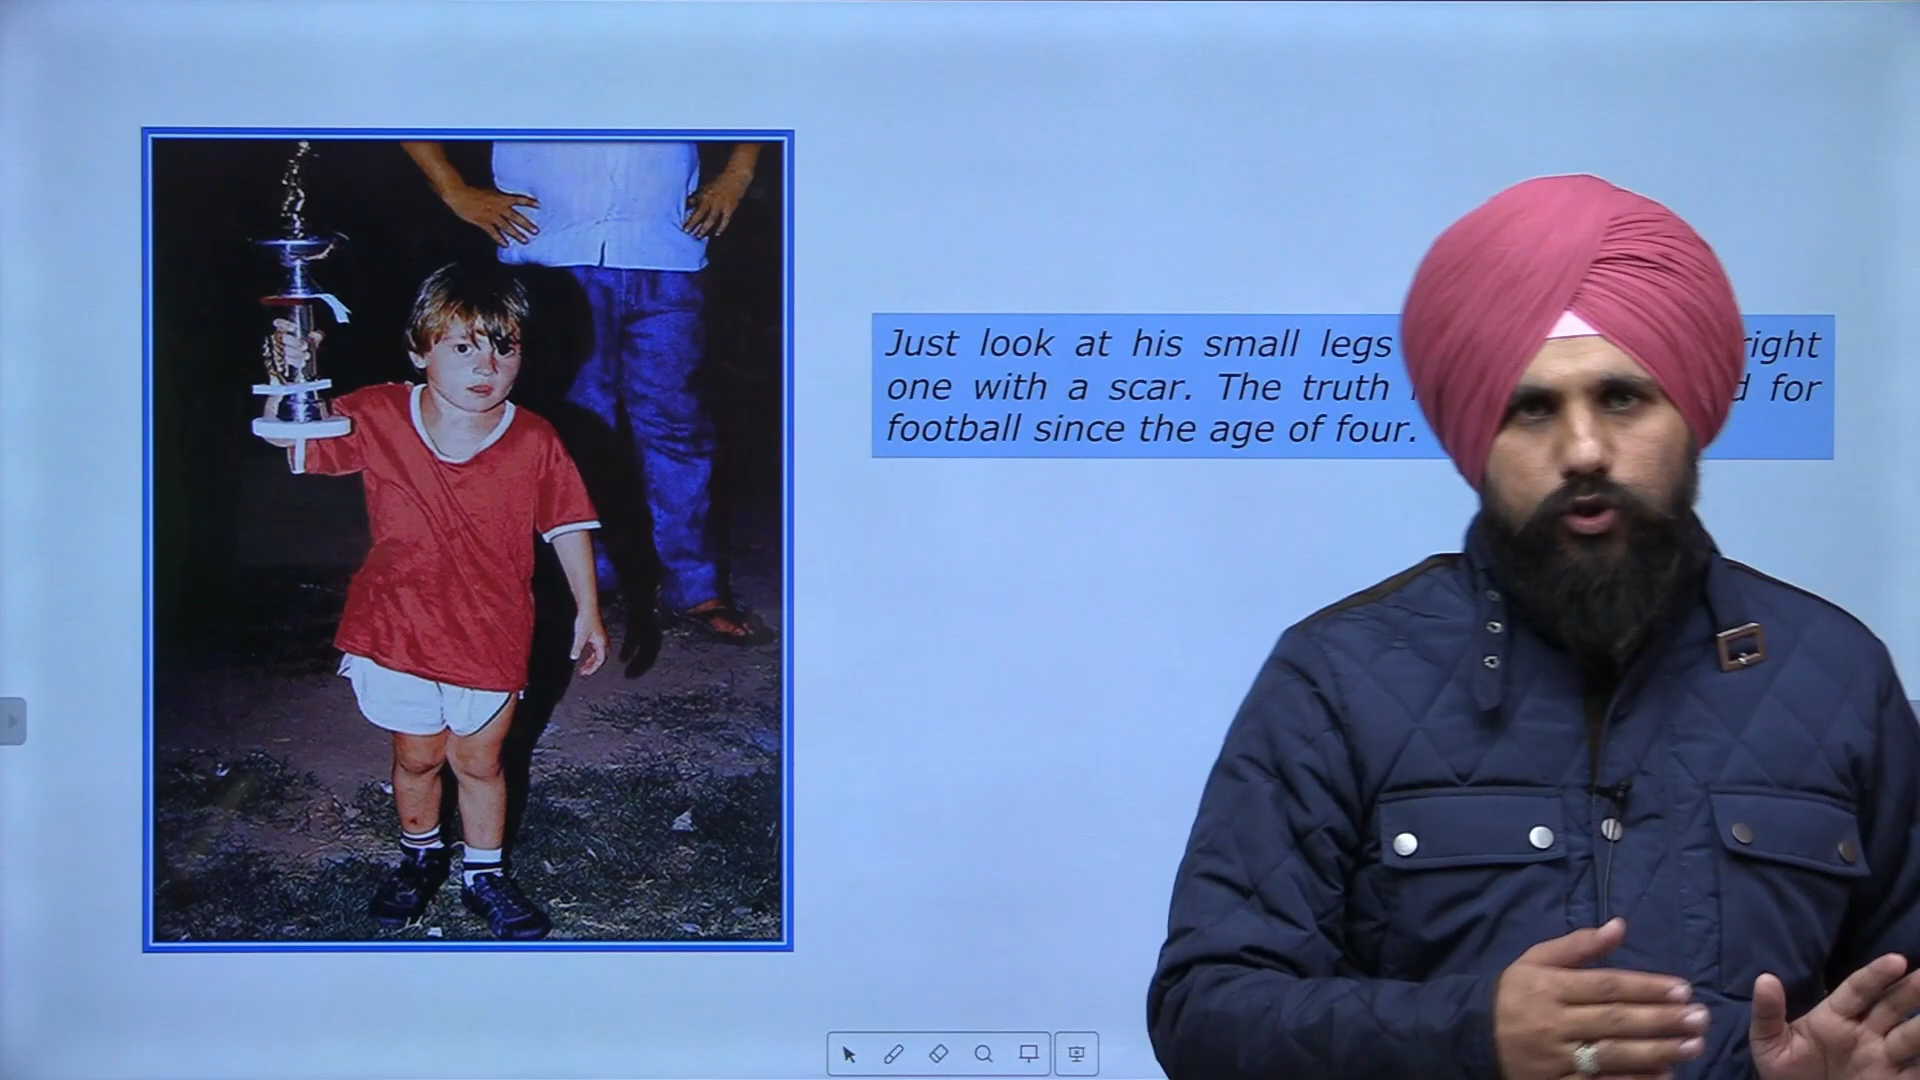 Just look at his small legs right
one with a scar. The truth for
football since the age of four.